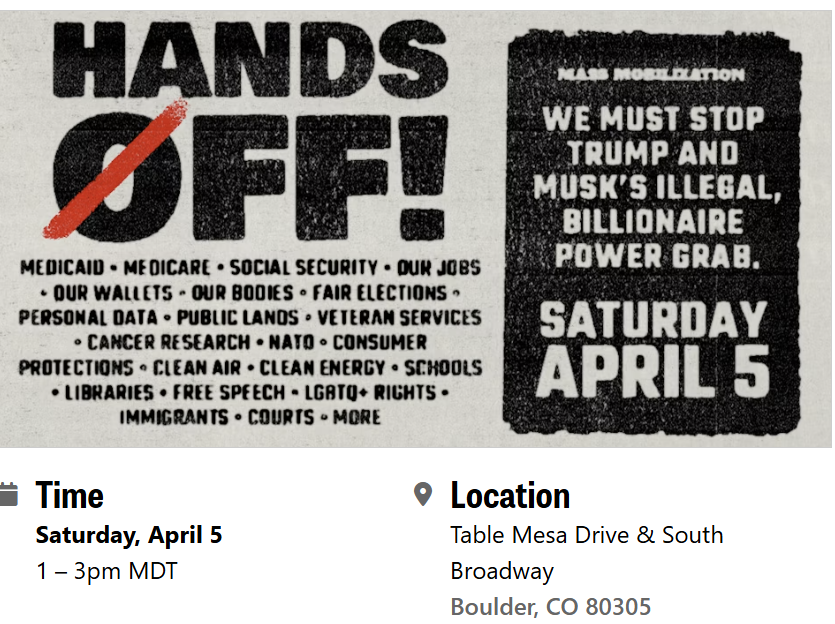 HANDS
OFF!
MEDICAID • MEDICARE • SOCIAL SECURITY • OUR JOBS
• OUR WALLETS • OUR BODIES • FAIR ELECTIONS •
PERSONAL DATA • PUBLIC LANDS • VETERAN SERVICES
• CANCER RESEARCH • NATO • CONSUMER
PROTECTIONS • CLEAN AIR • CLEAN ENERGY • SCHOOLS
• LIBRARIES • FREE SPEECH • LGBTQ+ RIGHTS •
IMMIGRANTS • COURTS • MORE
MASS MOBILIZATION
WE MUST STOP
TRUMP AND
MUSK'S ILLEGAL,
BILLIONAIRE
POWER GRAB.
SATURDAY
APRIL 5
Time
Saturday, April 5
1 – 3pm MDT
Location
Table Mesa Drive & South
Broadway
Boulder, CO 80305